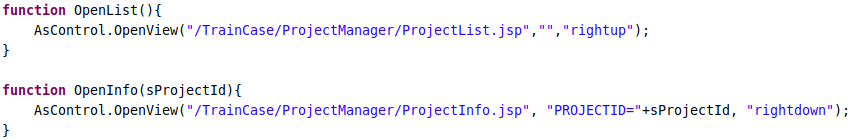 function OpenList(){
    AsControl.OpenView("/TrainCase/ProjectManager/ProjectList.jsp","","rightup");
}
function OpenInfo(sProjectId){
    AsControl.OpenView("/TrainCase/ProjectManager/ProjectInfo.jsp", "PROJECTID="+sProjectId, "rightdown");
}